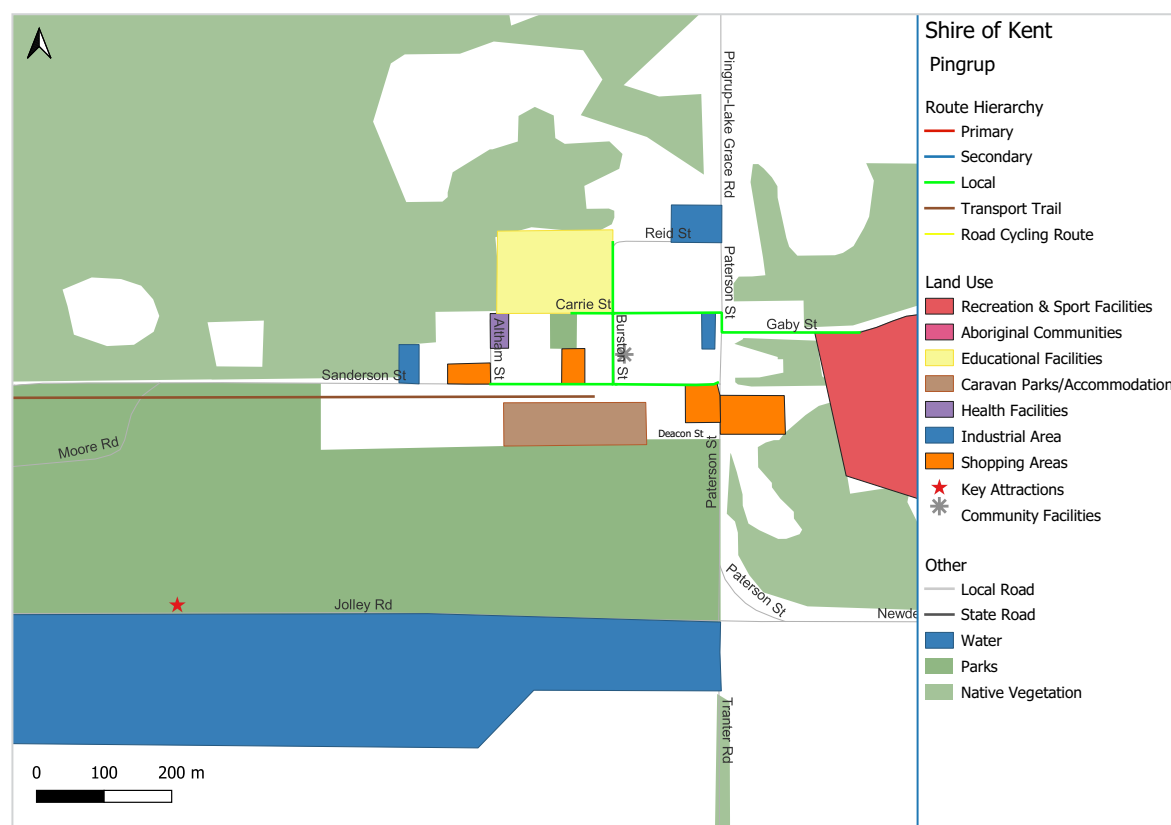 Shire of Kent
Pingrup
Route Hierarchy
Primary
Secondary
Local
Transport Trail
Road Cycling Route
Land Use
Recreation & Sport Facilities
Aboriginal Communities
Educational Facilities
Caravan Parks/Accommodation
Health Facilities
Industrial Area
Shopping Areas
Key Attractions
Community Facilities
Other
Local Road
State Road
Water
Parks
Native Vegetation
Pingrup-Lake Grace Rd
Reid St
Paterson St
Carrie St
Gaby St
Altham St
Burston St
Sanderson St
Deacon St
Moore Rd
Paterson St
Paterson St
Jolley Rd
Newde
Tranter Rd
0 100 200 m